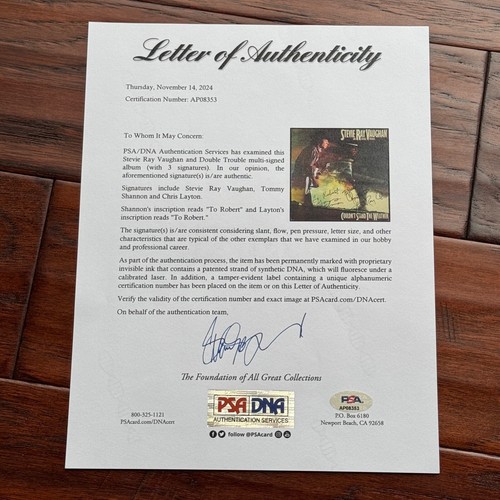 Letter of Authenticity
Thursday, November 14, 2024
Certification Number: AP08353
To Whom It May Concern:
PSA/DNA Authentication Services has examined this
Stevie Ray Vaughan and Double Trouble multi-signed
album (with 3 signatures). In our opinion, the
aforementioned signature(s) is/are authentic.
Signatures include Stevie Ray Vaughan, Tommy
Shannon and Chris Layton.
Shannon's inscription reads "To Robert" and Layton's
inscription reads "To Robert."
STEVIE RAY VAUGHAN
COULDN'T STAND THE WEATHER
The signature(s) is/are consistent considering slant, flow, pen pressure, letter size, and other
characteristics that are typical of the other exemplars that we have examined in our hobby
and professional career.
As part of the authentication process, the item has been permanently marked with proprietary
invisible ink that contains a patented strand of synthetic DNA, which will fluoresce under a
calibrated laser. In addition, a tamper-evident label containing a unique alphanumeric
certification number has been placed on the item or on this Letter of Authenticity.
Verify the validity of the certification number and exact image at PSAcard.com/DNAcert.
On behalf of the authentication team,
The Foundation of All Great Collections
800-325-1121
PSAcard.com/DNAcert
PSA DNA
AUTHENTICATION SERVICES
follow @PSAcard
PSA
AP08353
P.O. Box 6180
Newport Beach, CA 92658